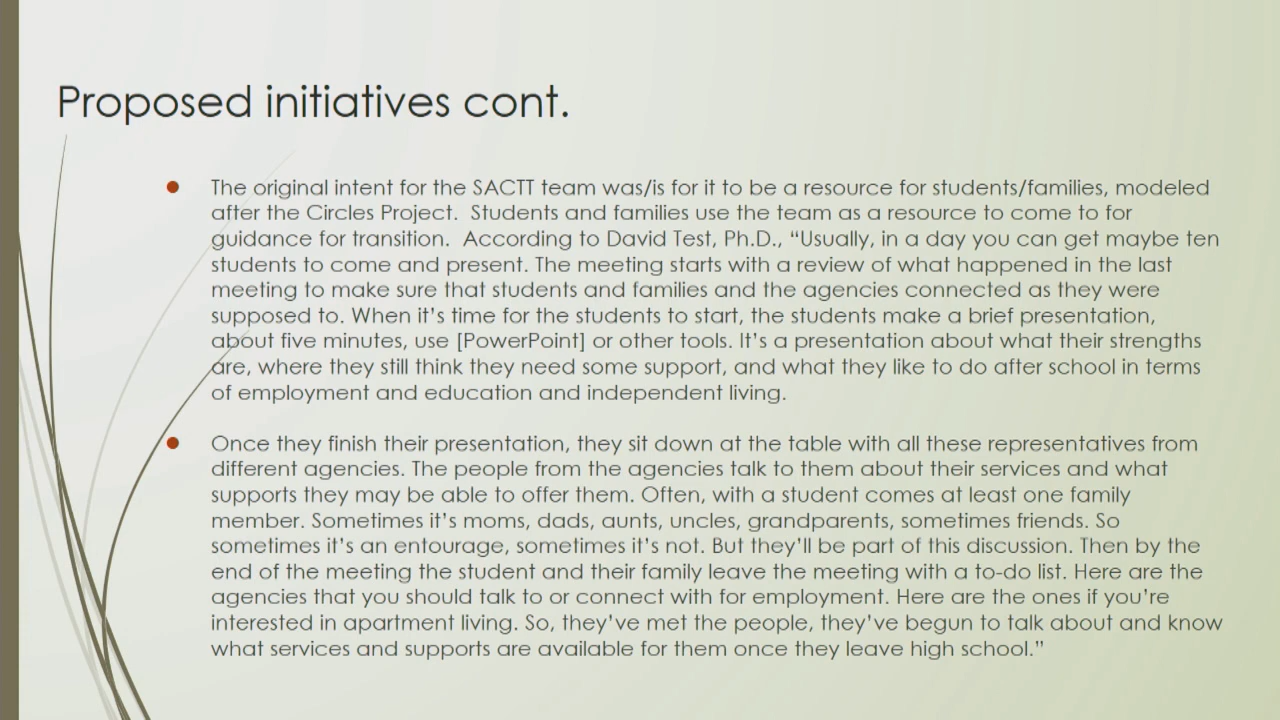 Proposed initiatives cont.
The original intent for the SACTT team was/is for it to be a resource for students/families, modeled
after the Circles Project.  Students and families use the team as a resource to come to for
guidance for transition.  According to David Test, Ph.D., “Usually, in a day you can get maybe ten
students to come and present. The meeting starts with a review of what happened in the last
meeting to make sure that students and families and the agencies connected as they were
supposed to. When it’s time for the students to start, the students make a brief presentation,
about five minutes, use [PowerPoint] or other tools. It’s a presentation about what their strengths
are, where they still think they need some support, and what they like to do after school in terms
of employment and education and independent living.
Once they finish their presentation, they sit down at the table with all these representatives from
different agencies. The people from the agencies talk to them about their services and what
supports they may be able to offer them. Often, with a student comes at least one family
member. Sometimes it’s moms, dads, aunts, uncles, grandparents, sometimes friends. So
sometimes it’s an entourage, sometimes it’s not. But they’ll be part of this discussion. Then by the
end of the meeting the student and their family leave the meeting with a to-do list. Here are the
agencies that you should talk to or connect with for employment. Here are the ones if you’re
interested in apartment living. So, they’ve met the people, they’ve begun to talk about and know
what services and supports are available for them once they leave high school.”